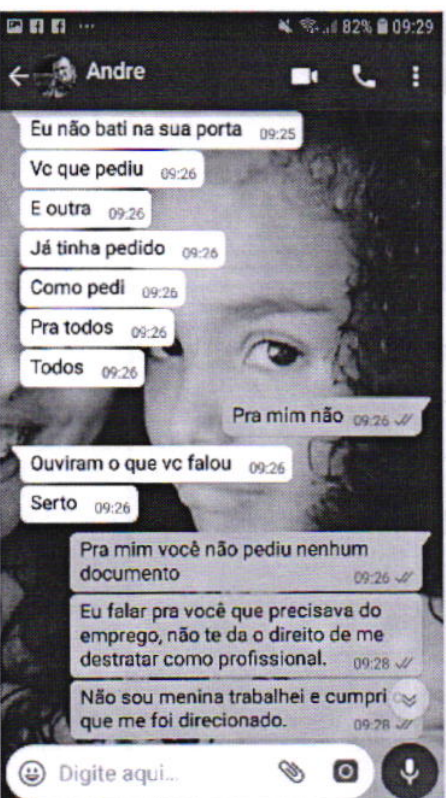 82% 09:29
Andre
Eu não bati na sua porta 09:25
Vc que pediu 09:26
E outra 09:26
Já tinha pedido 09:26
Como pedi 09:26
Pra todos 09:26
Todos 09:26
Pra mim não 09:26
Ouviram o que vc falou 09:26
Serto 09:26
Pra mim você não pediu nenhum
documento 09:26
Eu falar pra você que precisava do
emprego, não te da o direito de me
destratar como profissional. 09:28
Não sou menina trabalhei e cumpri
que me foi direcionado. 09:28
Digite aqui...